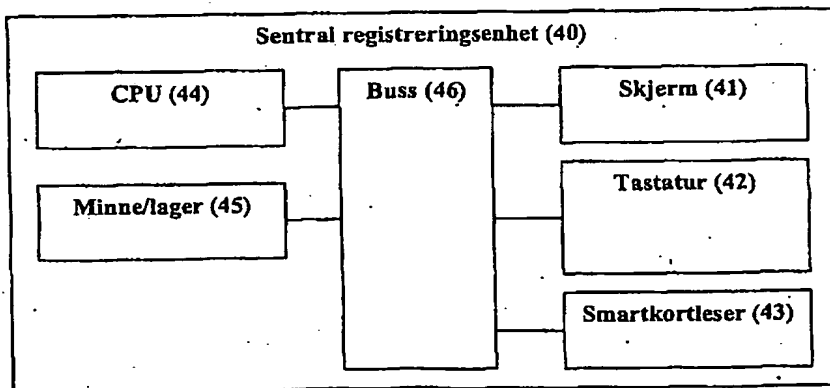 Sentral registreringsenhet (40)
CPU (44)
Buss (46)
Skjerm (41)
Minne/lager (45)
Tastatur (42)
Smartkortleser (43)